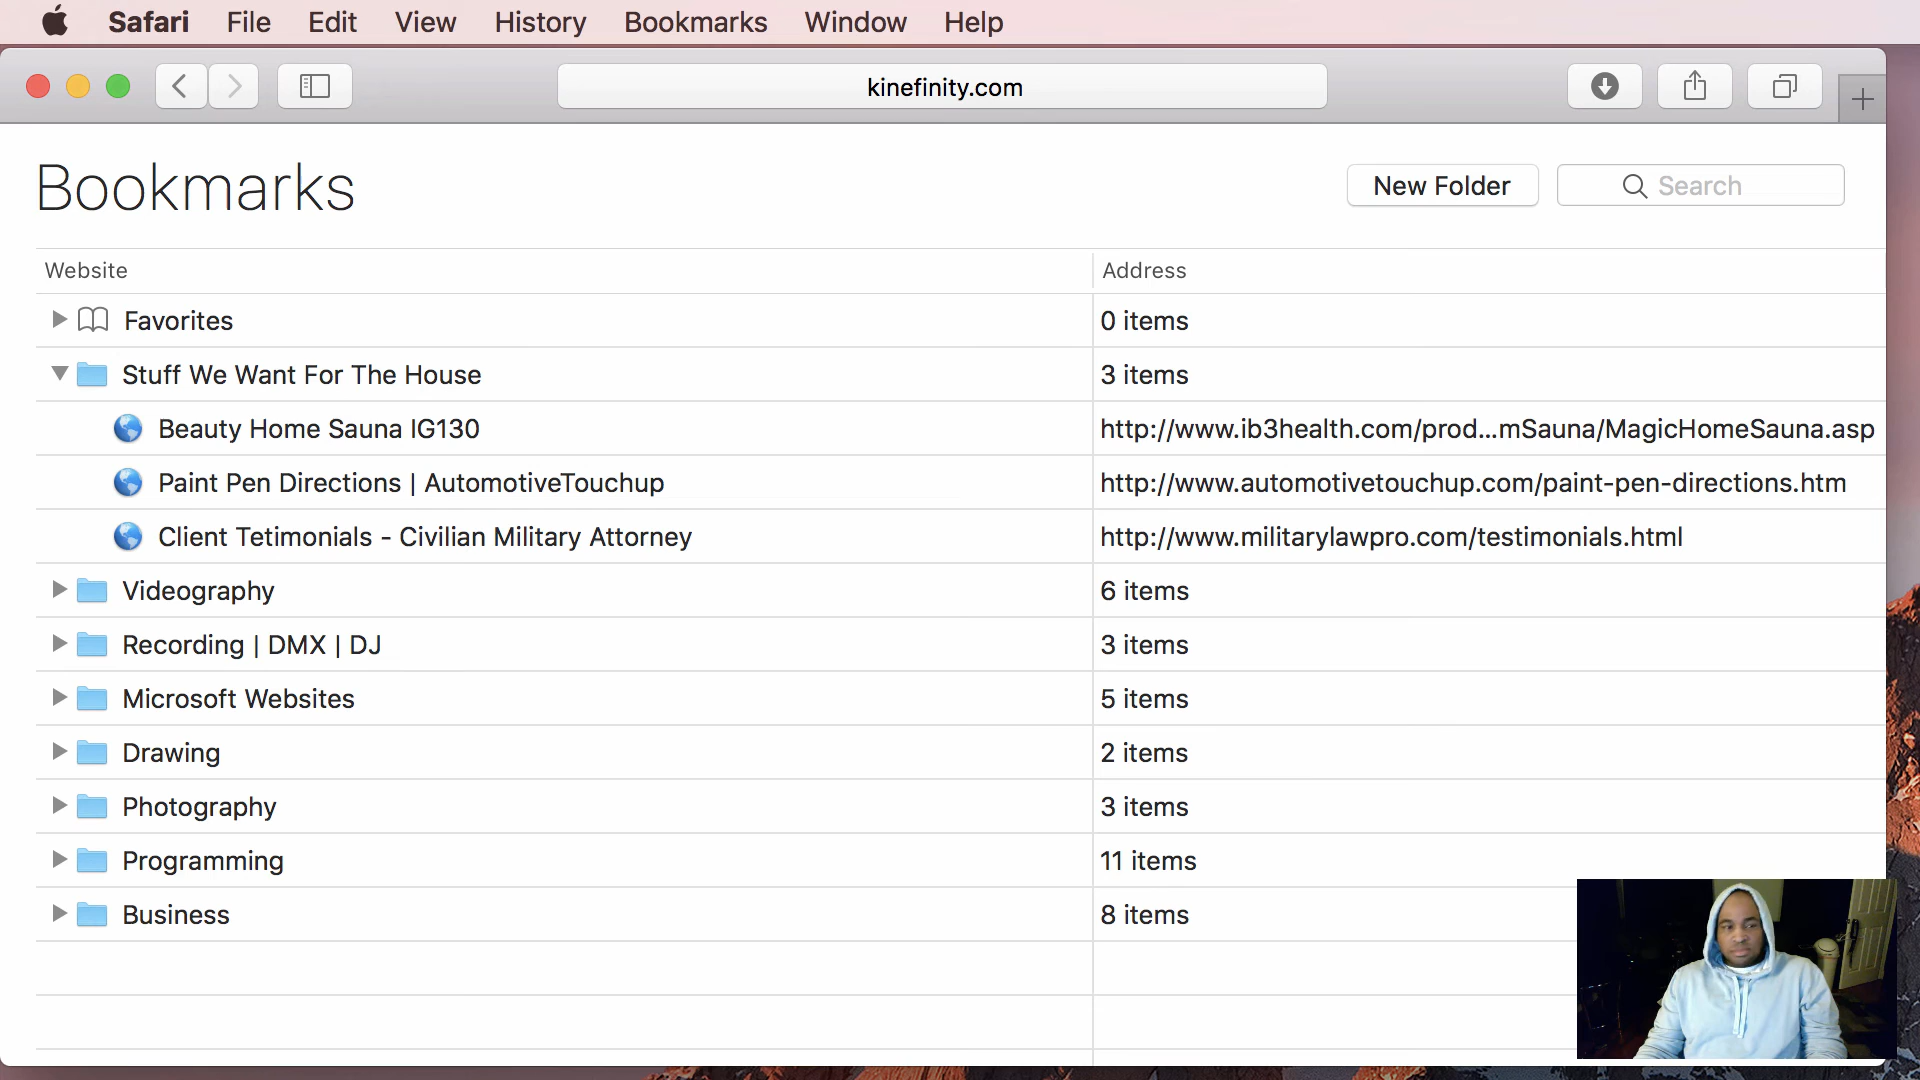 Safari File Edit View History Bookmarks Window Help
kinefinity.com
Bookmarks
New Folder
Search
Website Address
Favorites 0 items
Stuff We Want For The House 3 items
Beauty Home Sauna IG130 http://www.ib3health.com/prod...mSauna/MagicHomeSauna.asp
Paint Pen Directions | AutomotiveTouchup http://www.automotivetouchup.com/paint-pen-directions.htm
Client Tetimonials - Civilian Military Attorney http://www.militarylawpro.com/testimonials.html
Videography 6 items
Recording | DMX | DJ 3 items
Microsoft Websites 5 items
Drawing 2 items
Photography 3 items
Programming 11 items
Business 8 items